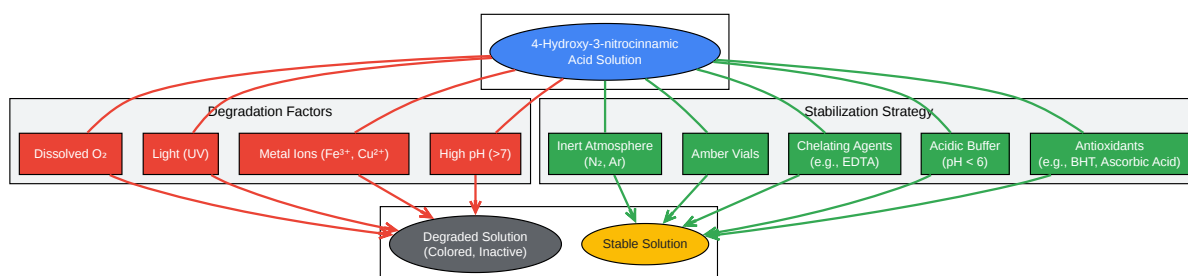 4-Hydroxy-3-nitrocinnamic
Acid Solution
Degradation Factors
Stabilization Strategy
Dissolved O₂
Light (UV)
Metal Ions (Fe³⁺, Cu²⁺)
High pH (>7)
Inert Atmosphere
(N₂, Ar)
Amber Vials
Chelating Agents
(e.g., EDTA)
Acidic Buffer
(pH < 6)
Antioxidants
(e.g., BHT, Ascorbic Acid)
Degraded Solution
(Colored, Inactive)
Stable Solution